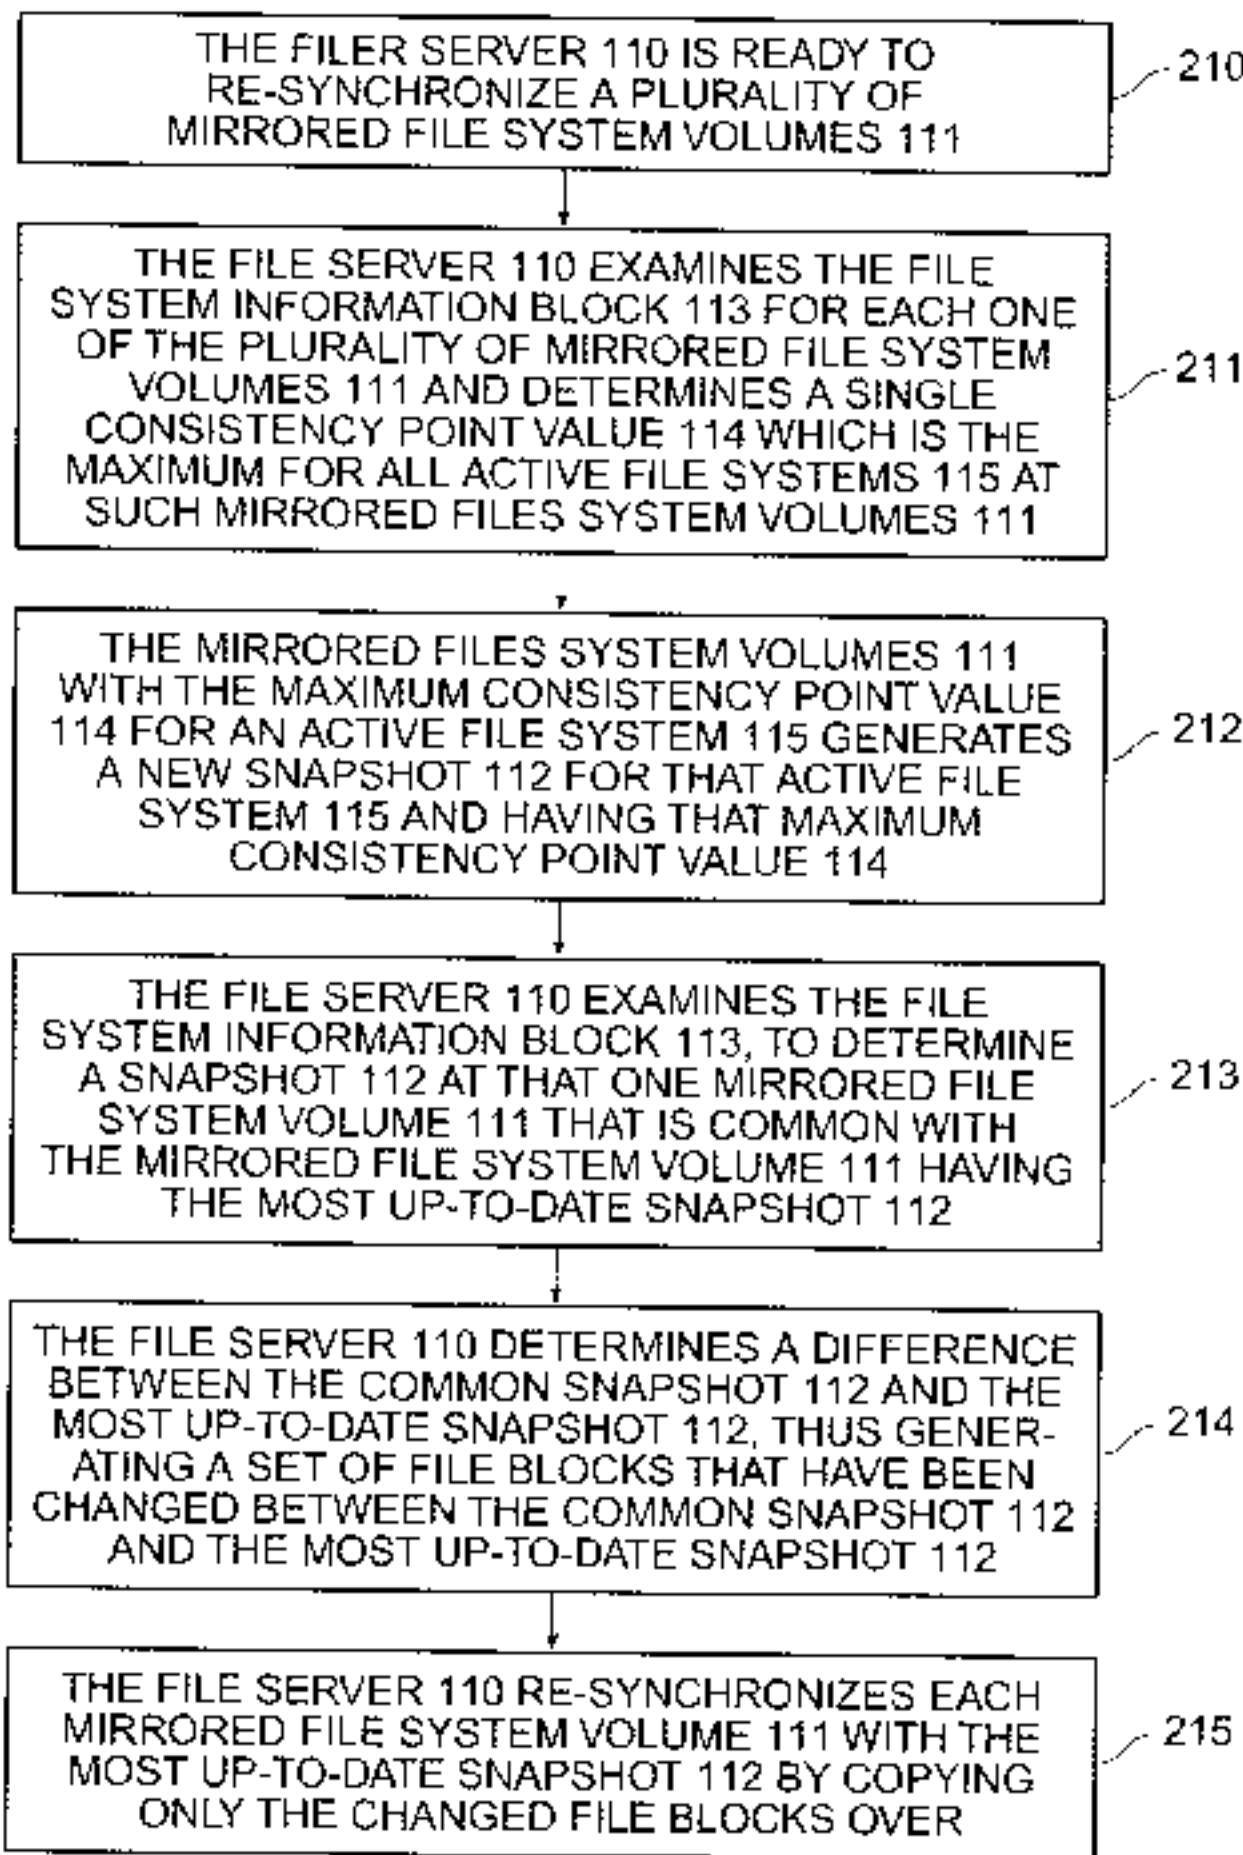 THE FILER SERVER 110 IS READY TO
RE-SYNCHRONIZE A PLURALITY OF
MIRRORED FILE SYSTEM VOLUMES 111
210
THE FILE SERVER 110 EXAMINES THE FILE
SYSTEM INFORMATION BLOCK 113 FOR EACH ONE
OF THE PLURALITY OF MIRRORED FILE SYSTEM
VOLUMES 111 AND DETERMINES A SINGLE
CONSISTENCY POINT VALUE 114 WHICH IS THE
MAXIMUM FOR ALL ACTIVE FILE SYSTEMS 115 AT
SUCH MIRRORED FILES SYSTEM VOLUMES 111
211
THE MIRRORED FILES SYSTEM VOLUMES 111
WITH THE MAXIMUM CONSISTENCY POINT VALUE
114 FOR AN ACTIVE FILE SYSTEM 115 GENERATES
A NEW SNAPSHOT 112 FOR THAT ACTIVE FILE
SYSTEM 115 AND HAVING THAT MAXIMUM
CONSISTENCY POINT VALUE 114
212
THE FILE SERVER 110 EXAMINES THE FILE
SYSTEM INFORMATION BLOCK 113, TO DETERMINE
A SNAPSHOT 112 AT THAT ONE MIRRORED FILE
SYSTEM VOLUME 111 THAT IS COMMON WITH
THE MIRRORED FILE SYSTEM VOLUME 111 HAVING
THE MOST UP-TO-DATE SNAPSHOT 112
213
THE FILE SERVER 110 DETERMINES A DIFFERENCE
BETWEEN THE COMMON SNAPSHOT 112 AND THE
MOST UP-TO-DATE SNAPSHOT 112, THUS GENER-
ATING A SET OF FILE BLOCKS THAT HAVE BEEN
CHANGED BETWEEN THE COMMON SNAPSHOT 112
AND THE MOST UP-TO-DATE SNAPSHOT 112
214
THE FILE SERVER 110 RE-SYNCHRONIZES EACH
MIRRORED FILE SYSTEM VOLUME 111 WITH THE
MOST UP-TO-DATE SNAPSHOT 112 BY COPYING
ONLY THE CHANGED FILE BLOCKS OVER
215